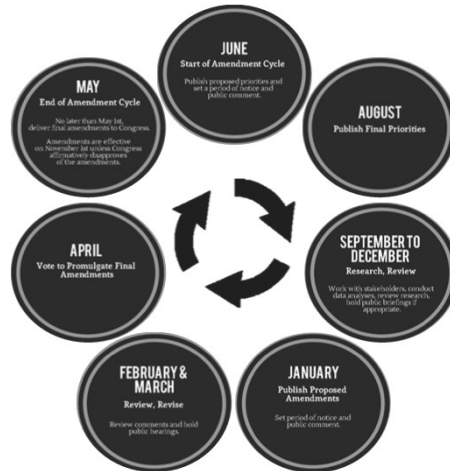 JUNE
Start of Amendment Cycle
Publish proposed priorities and
set a period of notice and
public comment.
AUGUST
Publish Final Priorities
SEPTEMBER TO
DECEMBER
Research, Review
Work with stakeholders, conduct
data analyses, review research,
hold public briefings if
appropriate.
JANUARY
Publish Proposed
Amendments
Set period of notice and
public comment.
FEBRUARY &
MARCH
Review, Revise
Review comments and hold
public hearings.
APRIL
Vote to Promulgate Final
Amendments
MAY
End of Amendment Cycle
No later than May 1st,
deliver final amendments to Congress.
Amendments are effective
on November 1st unless Congress
affirmatively disapproves
of the amendments.